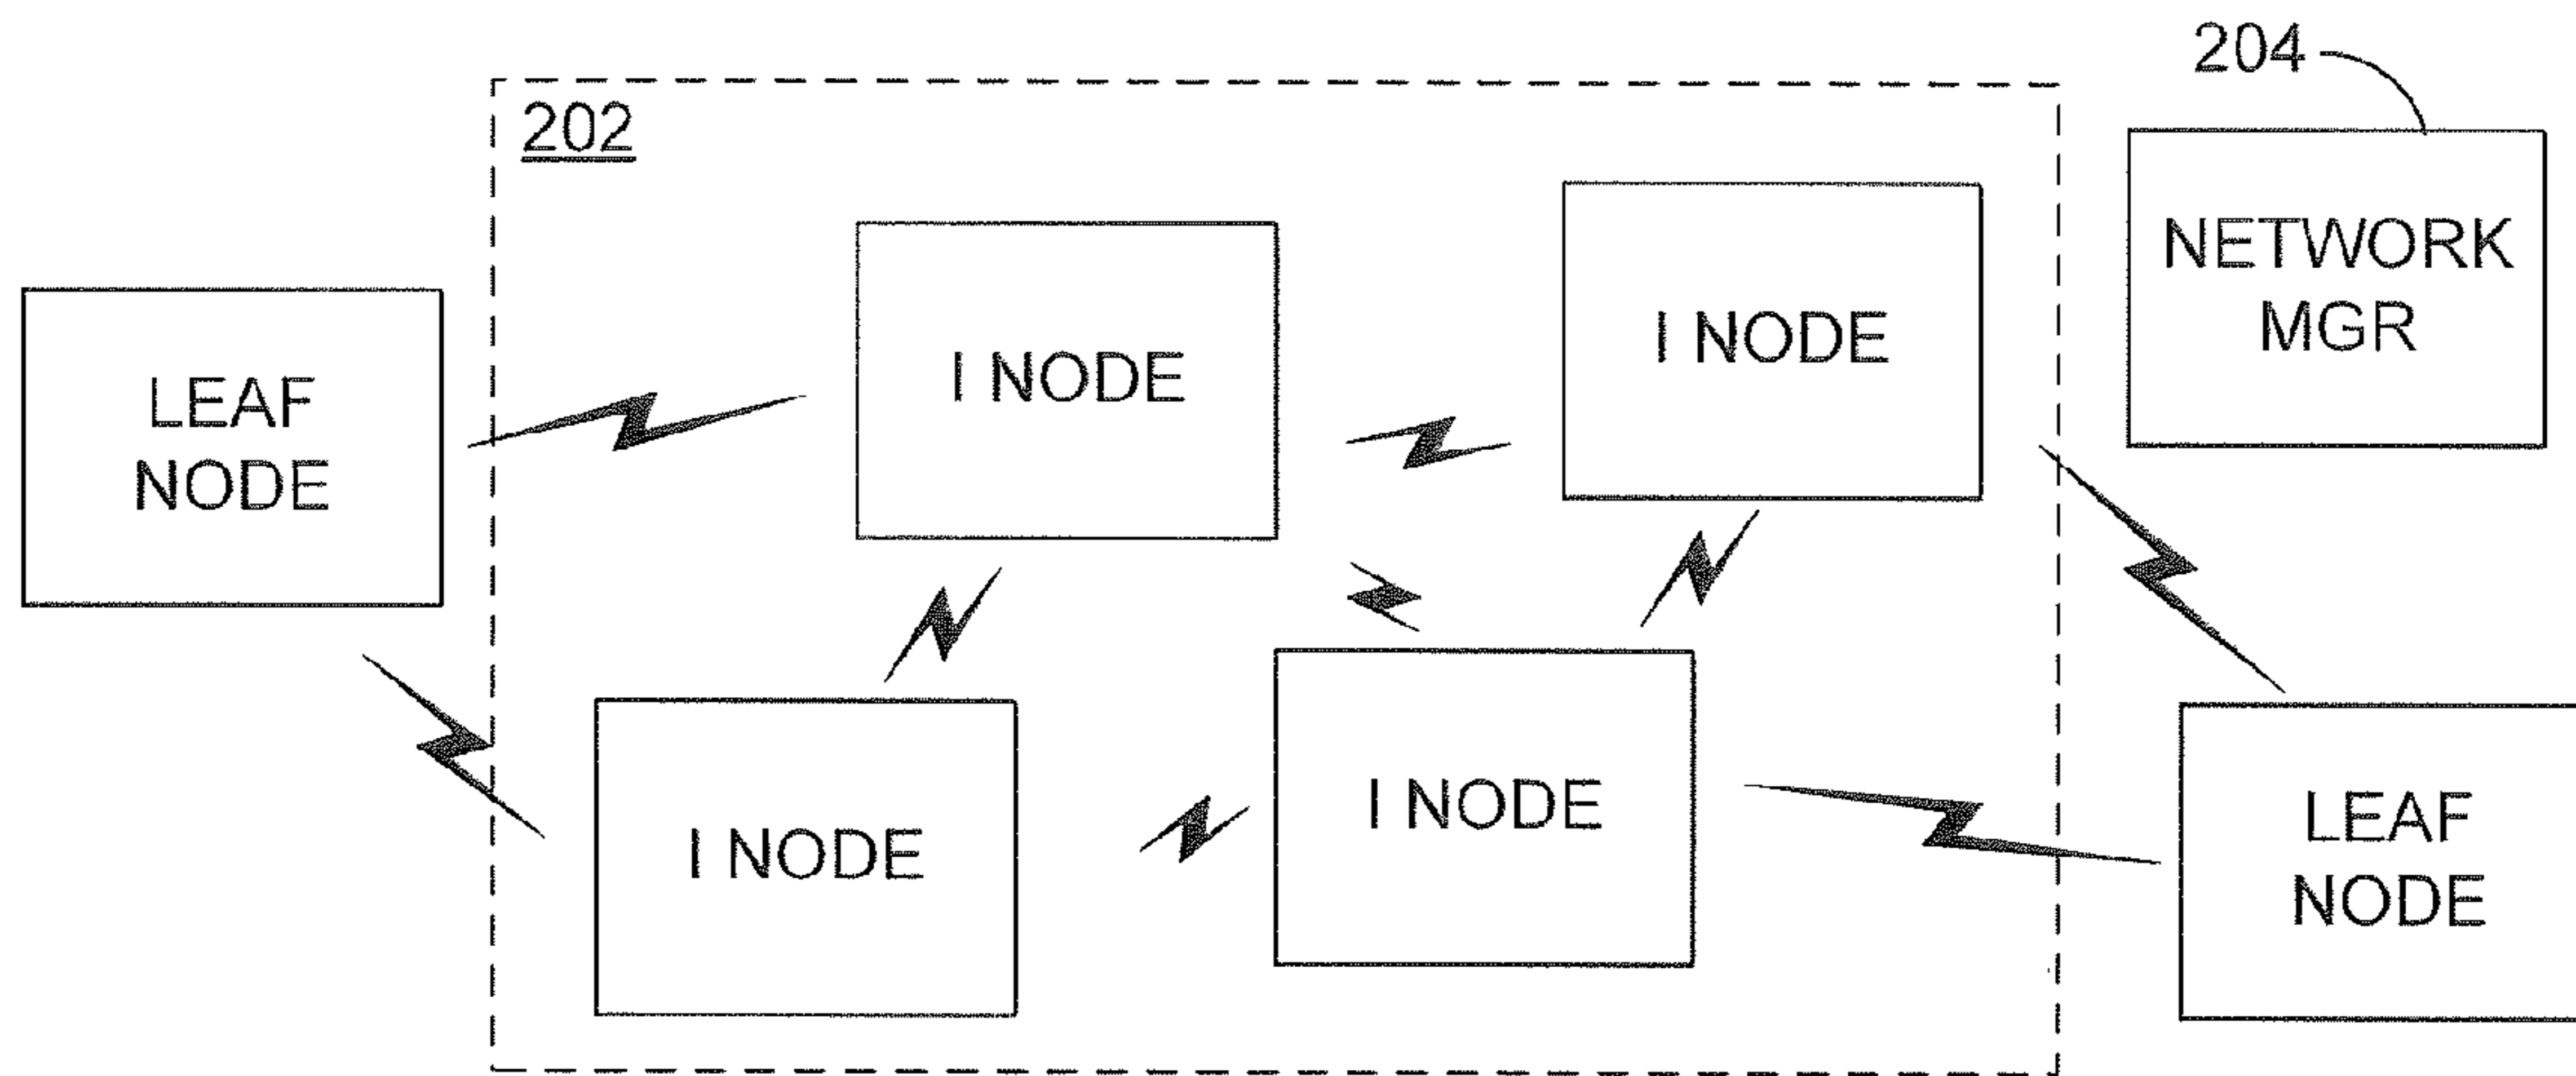 204
202
NETWORK
MGR
I NODE
I NODE
LEAF
NODE
I NODE
I NODE
LEAF
NODE